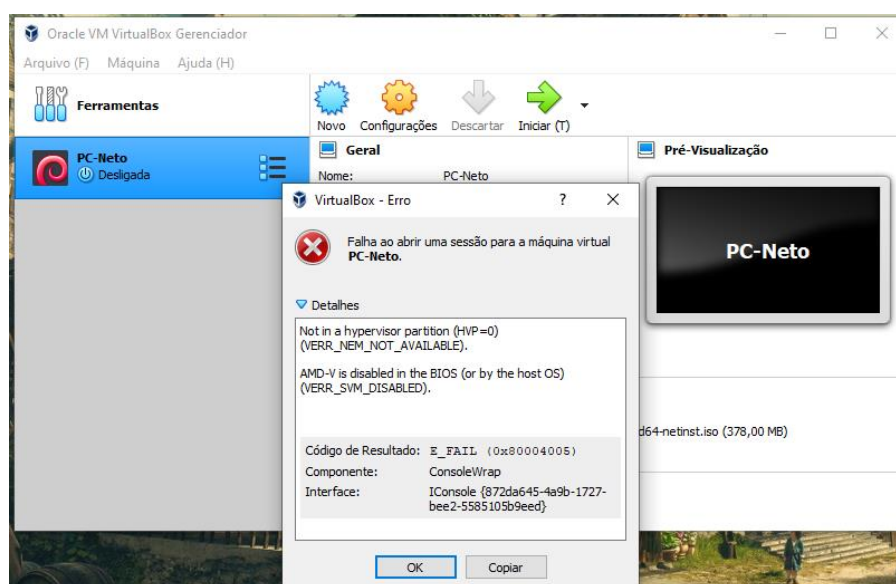 Oracle VM VirtualBox Gerenciador
Arquivo (F) Máquina Ajuda (H)
Ferramentas
Novo Configurações Descartar Iniciar (T)
PC-Neto
Desligada
Geral
Nome: PC-Neto
Pré-Visualização
PC-Neto
d64-netinst.iso (378,00 MB)
VirtualBox - Erro ? X
Falha ao abrir uma sessão para a máquina virtual
PC-Neto.
Detalhes
Not in a hypervisor partition (HVP=0)
(VERR_NEM_NOT_AVAILABLE).
AMD-V is disabled in the BIOS (or by the host OS)
(VERR_SVM_DISABLED).
Código de Resultado: E_FAIL (0x80004005)
Componente: ConsoleWrap
Interface: IConsole {872da645-4a9b-1727-
bee2-5585105b9eed}
OK Copiar